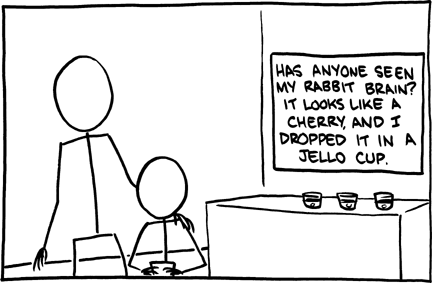 HAS ANYONE SEEN
MY RABBIT BRAIN?
IT LOOKS LIKE A
CHERRY, AND I
DROPPED IT IN A
JELLO CUP.